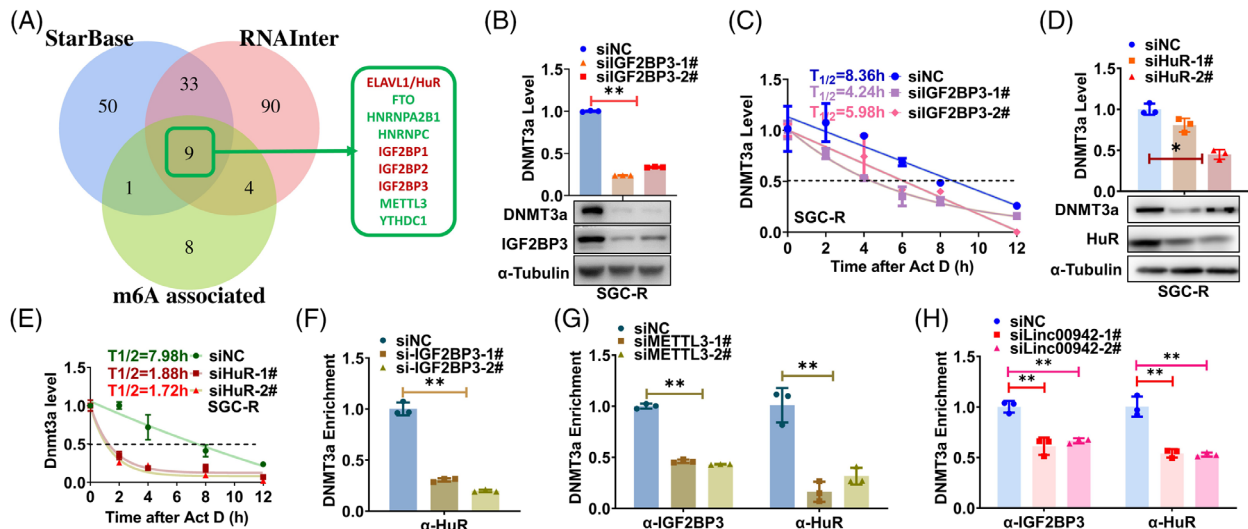 (A)
StarBase
RNAInter
50
33
90
9
1
4
8
m6A associated
ELAVL1/HuR
FTO
HNRNPA2B1
HNRNPC
IGF2BP1
IGF2BP2
IGF2BP3
METTL3
YTHDC1
(B)
siNC
siIGF2BP3-1#
siIGF2BP3-2#
**
DNMT3a Level
1.5
1.0
0.5
0.0
DNMT3a
IGF2BP3
α-Tubulin
SGC-R
(C)
T1/2=8.36h
T1/2=4.24h
T1/2=5.98h
siNC
siIGF2BP3-1#
siIGF2BP3-2#
DNMT3a Level
1.5
1.0
0.5
0.0
SGC-R
0 2 4 6 8 10 12
Time after Act D (h)
(D)
siNC
siHuR-1#
siHuR-2#
*
DNMT3a Level
1.5
1.0
0.5
0.0
DNMT3a
HuR
α-Tubulin
SGC-R
(E)
T1/2=7.98h
T1/2=1.88h
T1/2=1.72h
siNC
siHuR-1#
siHuR-2#
SGC-R
Dnmt3a level
1.5
1.0
0.5
0.0
0 2 4 6 8 10 12
Time after Act D (h)
(F)
siNC
si-IGF2BP3-1#
si-IGF2BP3-2#
**
DNMT3a Enrichment
1.5
1.0
0.5
0.0
α-HuR
(G)
siNC
siMETTL3-1#
siMETTL3-2#
**
**
DNMT3a Enrichment
1.5
1.0
0.5
0.0
α-IGF2BP3
α-HuR
(H)
siNC
siLinc00942-1#
siLinc00942-2#
**
**
**
**
DNMT3a Enrichment
1.5
1.0
0.5
0.0
α-IGF2BP3
α-HuR